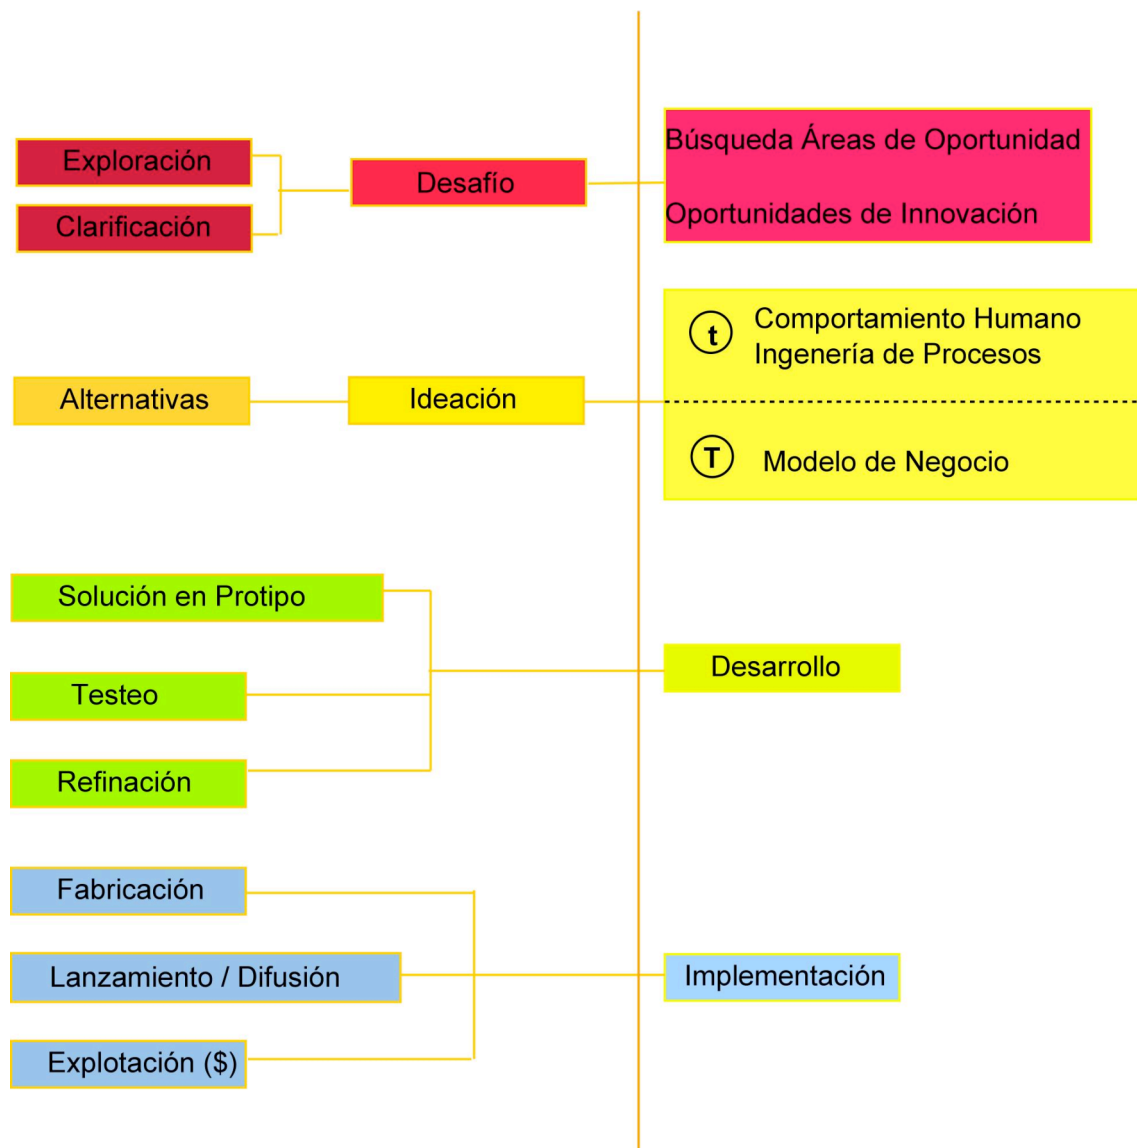 Exploración
Clarificación
Desafío
Búsqueda Áreas de Oportunidad
Oportunidades de Innovación
Alternativas
Ideación
t
Comportamiento Humano
Ingenería de Procesos
T
Modelo de Negocio
Solución en Protipo
Testeo
Refinación
Desarrollo
Fabricación
Lanzamiento / Difusión
Explotación ($)
Implementación